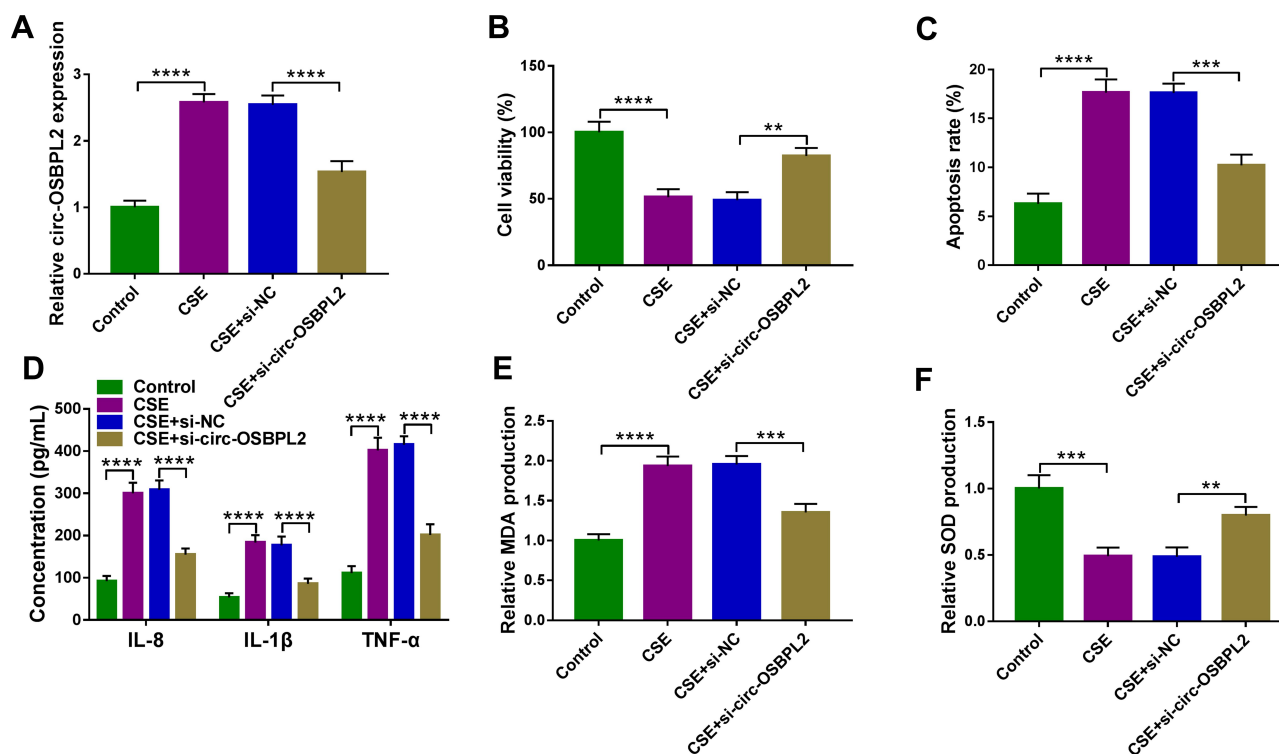 A
Relative circ-OSBPL2 expression
3
2
1
0
****
****
Control
CSE
CSE+si-NC
CSE+si-circ-OSBPL2
B
Cell viability (%)
150
100
50
0
****
**
Control
CSE
CSE+si-NC
CSE+si-circ-OSBPL2
C
Apoptosis rate (%)
20
15
10
5
0
****
***
Control
CSE
CSE+si-NC
CSE+si-circ-OSBPL2
D
Control
CSE
CSE+si-NC
CSE+si-circ-OSBPL2
Concentration (pg/mL)
500
400
300
200
100
0
****
****
****
****
****
****
IL-8
IL-1β
TNF-α
E
Relative MDA production
2.5
2.0
1.5
1.0
0.5
0.0
****
***
Control
CSE
CSE+si-NC
CSE+si-circ-OSBPL2
F
Relative SOD production
1.5
1.0
0.5
0.0
***
**
Control
CSE
CSE+si-NC
CSE+si-circ-OSBPL2